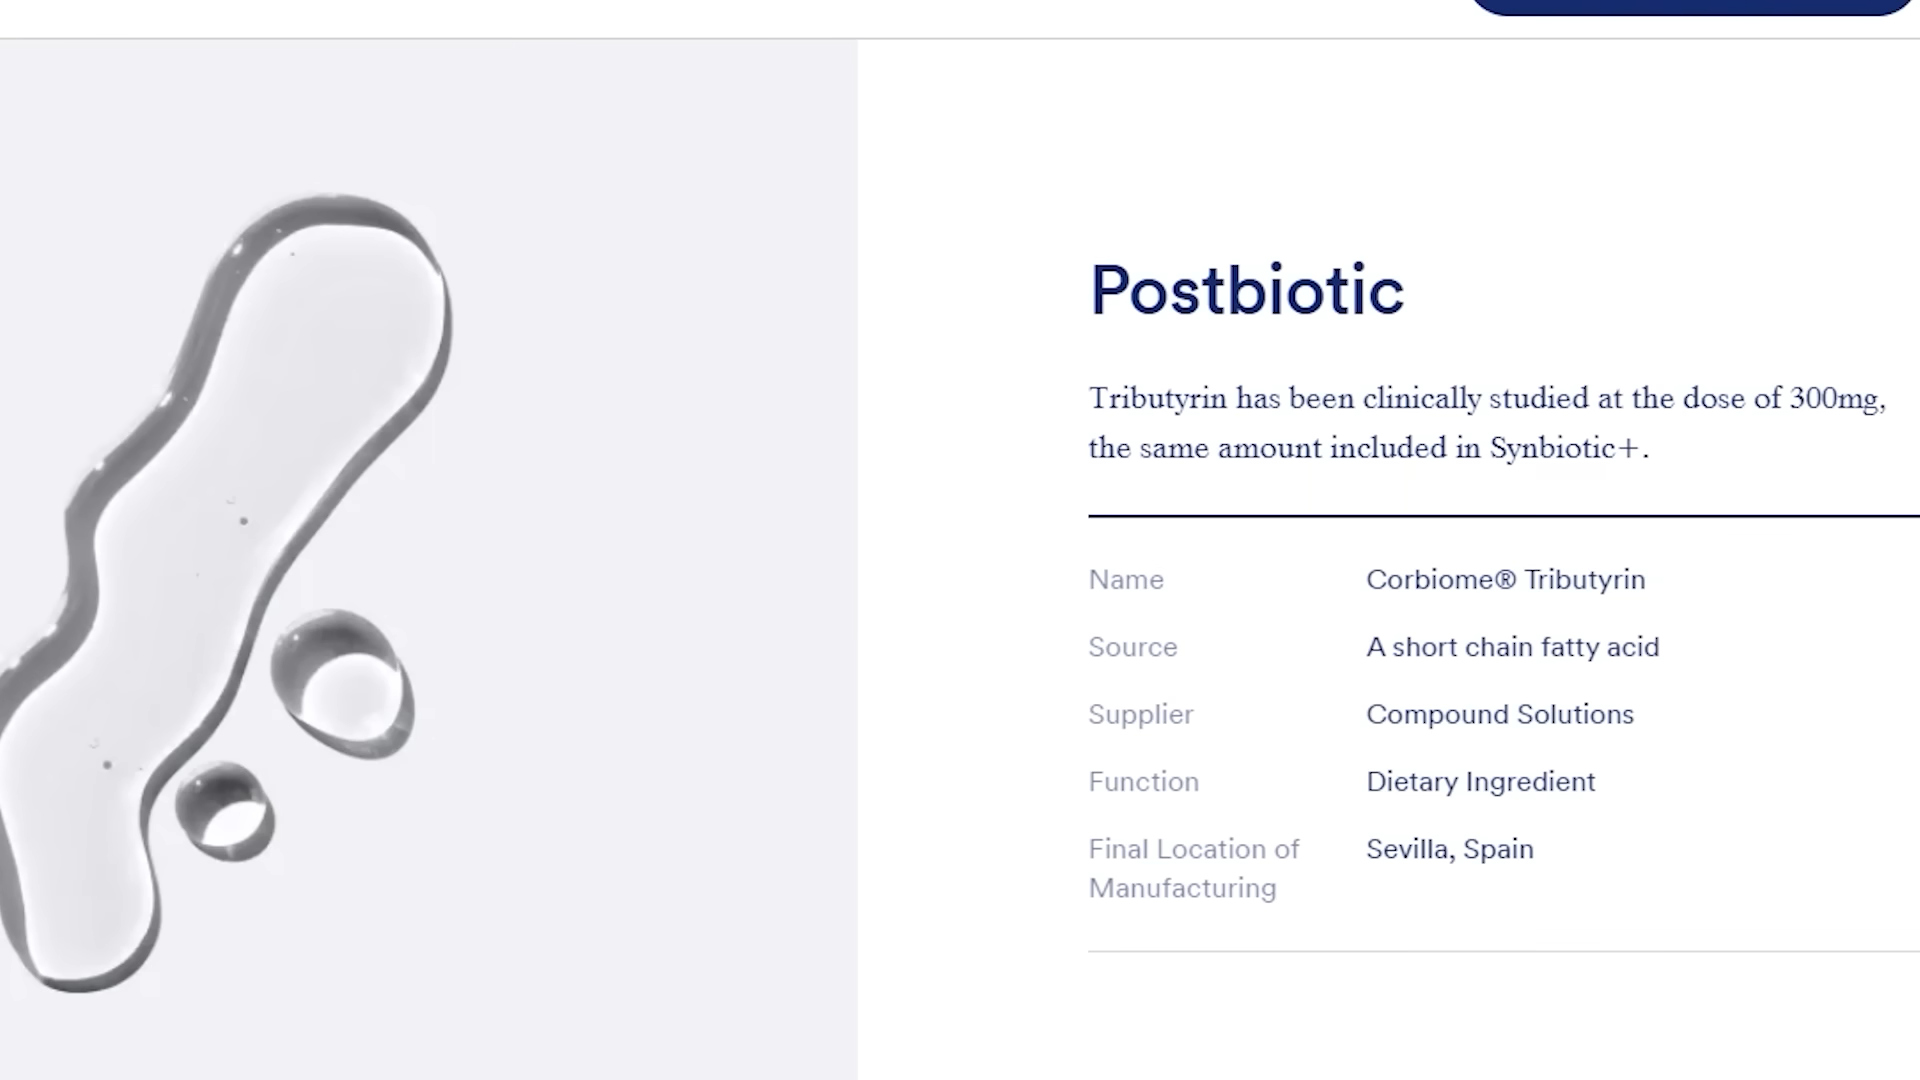 Postbiotic
Tributyrin has been clinically studied at the dose of 300mg,
the same amount included in Synbiotic+.
Name Corbiome® Tributyrin
Source A short chain fatty acid
Supplier Compound Solutions
Function Dietary Ingredient
Final Location of Sevilla, Spain
Manufacturing